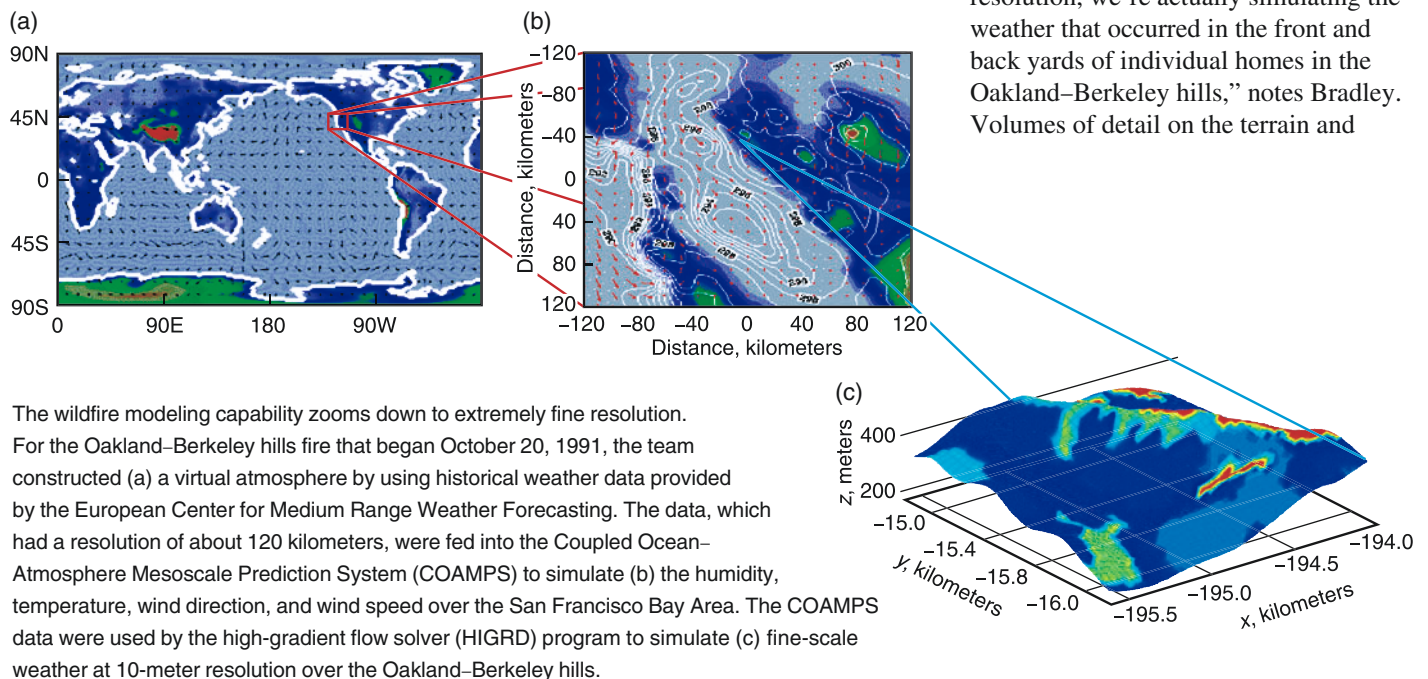 resolution, we're actually simulating the
weather that occurred in the front and
back yards of individual homes in the
Oakland–Berkeley hills,” notes Bradley.
Volumes of detail on the terrain and
(a)
90N
45N
0
45S
90S
0 90E 180 90W
(b)
Distance, kilometers
−120
−80
−40
0
40
80
120
−120 −80 −40 0 40 80 120
Distance, kilometers
(c)
z, meters
400
200
−15.0
−15.4
−15.8
−16.0
y, kilometers
−195.5
−195.0
−194.5
−194.0
x, kilometers
The wildfire modeling capability zooms down to extremely fine resolution.
For the Oakland–Berkeley hills fire that began October 20, 1991, the team
constructed (a) a virtual atmosphere by using historical weather data provided
by the European Center for Medium Range Weather Forecasting. The data, which
had a resolution of about 120 kilometers, were fed into the Coupled Ocean–
Atmosphere Mesoscale Prediction System (COAMPS) to simulate (b) the humidity,
temperature, wind direction, and wind speed over the San Francisco Bay Area. The COAMPS
data were used by the high-gradient flow solver (HIGRD) program to simulate (c) fine-scale
weather at 10-meter resolution over the Oakland–Berkeley hills.